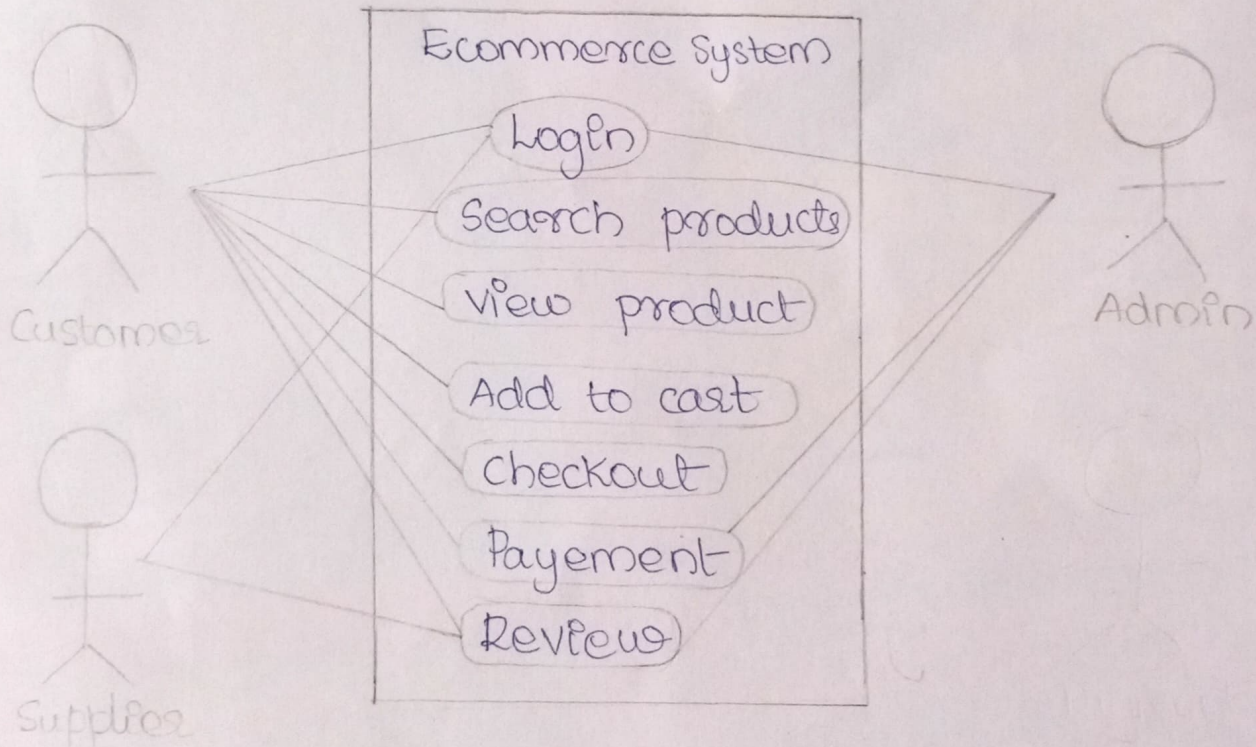 Ecommerce System
Login
Search products
View product
Add to cart
Checkout
Payement
Review
Customer
Supplier
Admin